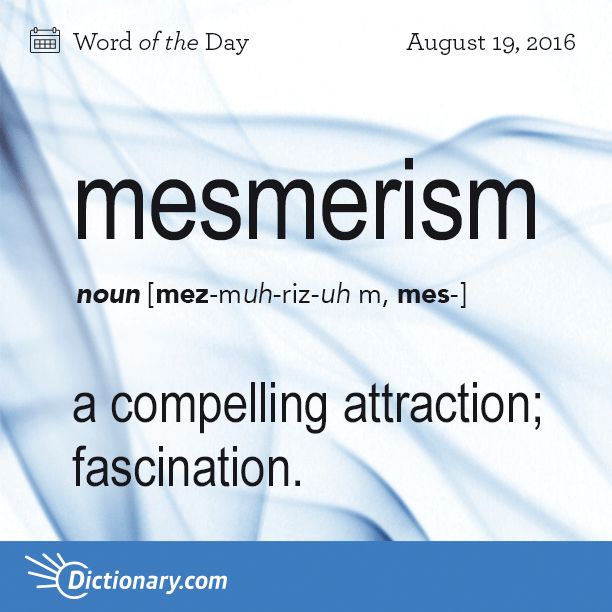 Word of the Day
August 19, 2016
mesmerism
noun [mez-muh-riz-uh m, mes-]
a compelling attraction;
fascination.
Dictionary.com